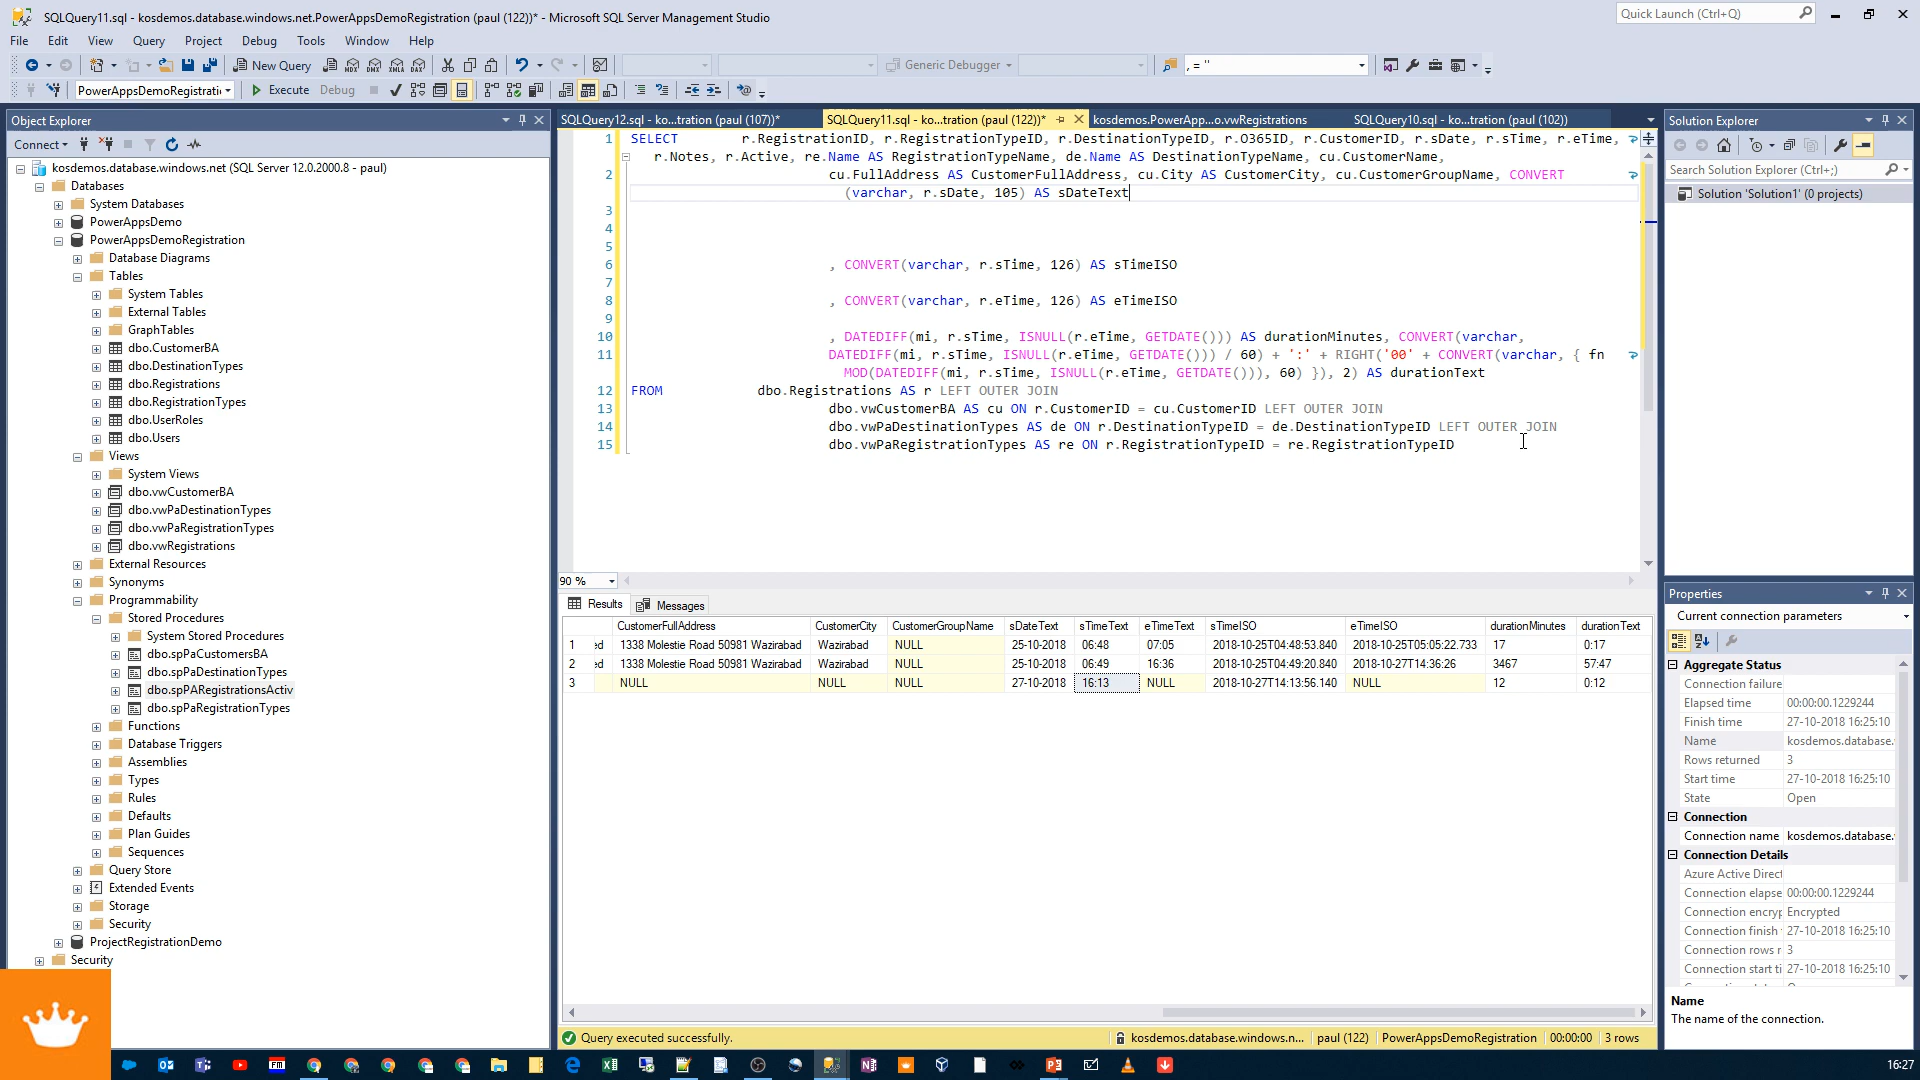 SQLQuery11.sql - kosdemos.database.windows.net.PowerAppsDemoRegistration (paul (122))* - Microsoft SQL Server Management Studio
Quick Launch (Ctrl+Q)
File Edit View Query Project Debug Tools Window Help
New Query
Generic Debugger
, = ''
PowerAppsDemoRegistratic
Execute Debug
Object Explorer
Connect
kosdemos.database.windows.net (SQL Server 12.0.2000.8 - paul)
Databases
System Databases
PowerAppsDemo
PowerAppsDemoRegistration
Database Diagrams
Tables
System Tables
External Tables
GraphTables
dbo.CustomerBA
dbo.DestinationTypes
dbo.Registrations
dbo.RegistrationTypes
dbo.UserRoles
dbo.Users
Views
System Views
dbo.vwCustomerBA
dbo.vwPaDestinationTypes
dbo.vwPaRegistrationTypes
dbo.vwRegistrations
External Resources
Synonyms
Programmability
Stored Procedures
System Stored Procedures
dbo.spPaCustomersBA
dbo.spPaDestinationTypes
dbo.spPARegistrationsActiv
dbo.spPaRegistrationTypes
Functions
Database Triggers
Assemblies
Types
Rules
Defaults
Plan Guides
Sequences
Query Store
Extended Events
Storage
Security
ProjectRegistrationDemo
Security
SQLQuery12.sql - ko...tration (paul (107))* SQLQuery11.sql - ko...tration (paul (122))* kosdemos.PowerApp...o.vwRegistrations SQLQuery10.sql - ko...tration (paul (102))
1 SELECT r.RegistrationID, r.RegistrationTypeID, r.DestinationTypeID, r.O365ID, r.CustomerID, r.sDate, r.sTime, r.eTime,
r.Notes, r.Active, re.Name AS RegistrationTypeName, de.Name AS DestinationTypeName, cu.CustomerName,
2 cu.FullAddress AS CustomerFullAddress, cu.City AS CustomerCity, cu.CustomerGroupName, CONVERT
(varchar, r.sDate, 105) AS sDateText
3
4
5
6 , CONVERT(varchar, r.sTime, 126) AS sTimeISO
7
8 , CONVERT(varchar, r.eTime, 126) AS eTimeISO
9
10 , DATEDIFF(mi, r.sTime, ISNULL(r.eTime, GETDATE())) AS durationMinutes, CONVERT(varchar,
11 DATEDIFF(mi, r.sTime, ISNULL(r.eTime, GETDATE())) / 60) + ':' + RIGHT('00' + CONVERT(varchar, { fn
MOD(DATEDIFF(mi, r.sTime, ISNULL(r.eTime, GETDATE())), 60) }), 2) AS durationText
12 FROM dbo.Registrations AS r LEFT OUTER JOIN
13 dbo.vwCustomerBA AS cu ON r.CustomerID = cu.CustomerID LEFT OUTER JOIN
14 dbo.vwPaDestinationTypes AS de ON r.DestinationTypeID = de.DestinationTypeID LEFT OUTER JOIN
15 dbo.vwPaRegistrationTypes AS re ON r.RegistrationTypeID = re.RegistrationTypeID
90 %
Results Messages
CustomerFullAddress CustomerCity CustomerGroupName sDateText sTimeText eTimeText sTimeISO eTimeISO durationMinutes durationText
1 ed 1338 Molestie Road 50981 Wazirabad Wazirabad NULL 25-10-2018 06:48 07:05 2018-10-25T04:48:53.840 2018-10-25T05:05:22.733 17 0:17
2 ed 1338 Molestie Road 50981 Wazirabad Wazirabad NULL 25-10-2018 06:49 16:36 2018-10-25T04:49:20.840 2018-10-27T14:36:26 3467 57:47
3 NULL NULL NULL 27-10-2018 16:13 NULL 2018-10-27T14:13:56.140 NULL 12 0:12
Query executed successfully.
kosdemos.database.windows.n... paul (122) PowerAppsDemoRegistration 00:00:00 3 rows
Solution Explorer
Search Solution Explorer (Ctrl+;)
Solution 'Solution1' (0 projects)
Properties
Current connection parameters
Aggregate Status
Connection failure
Elapsed time 00:00:00.1229244
Finish time 27-10-2018 16:25:10
Name kosdemos.database.
Rows returned 3
Start time 27-10-2018 16:25:10
State Open
Connection
Connection name kosdemos.database.
Connection Details
Azure Active Direct
Connection elapse 00:00:00.1229244
Connection encryp Encrypted
Connection finish 27-10-2018 16:25:10
Connection rows r 3
Connection start ti 27-10-2018 16:25:10
Name
The name of the connection.
16:27